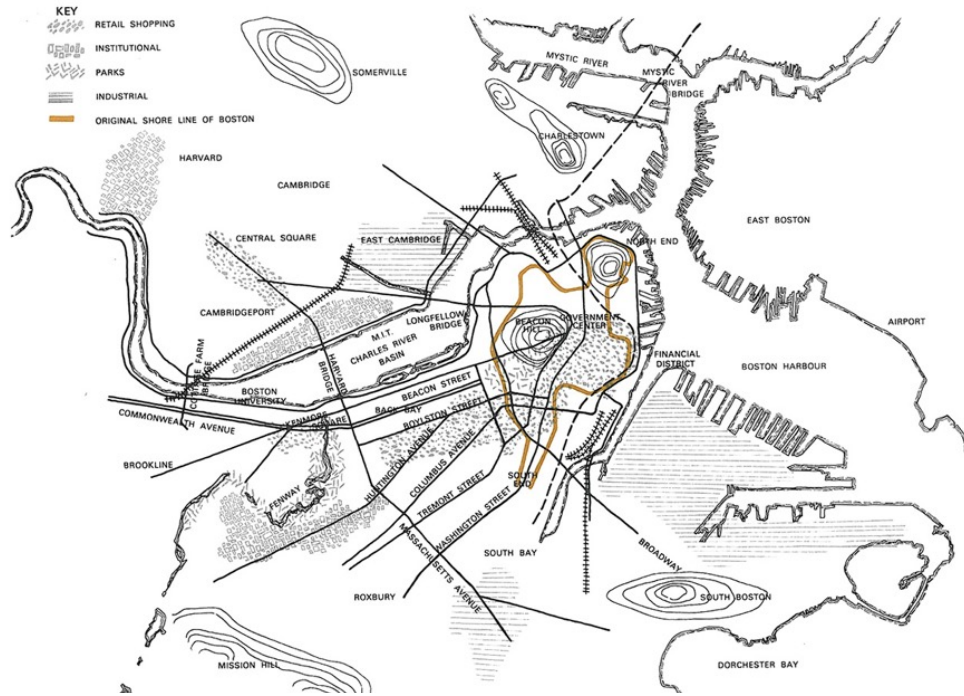 KEY
RETAIL SHOPPING
INSTITUTIONAL
PARKS
INDUSTRIAL
ORIGINAL SHORE LINE OF BOSTON
SOMERVILLE
MYSTIC RIVER
MYSTIC
RIVER
BRIDGE
CHARLESTOWN
HARVARD
CAMBRIDGE
EAST BOSTON
CENTRAL SQUARE
EAST CAMBRIDGE
NORTH END
CAMBRIDGEPORT
LONGFELLOW
BRIDGE
M.I.T.
CHARLES RIVER
BASIN
BEACON
HILL
GOVERNMENT
CENTER
AIRPORT
HARVARD
BRIDGE
FINANCIAL
DISTRICT
BOSTON HARBOUR
BOSTON
UNIVERSITY
BEACON STREET
BACK BAY
BOYLSTON STREET
COMMONWEALTH AVENUE
KENMORE
SQUARE
BROOKLINE
HUNTINGTON AVENUE
COLUMBUS AVENUE
TREMONT STREET
WASHINGTON STREET
SOUTH
END
FENWAY
MASSACHUSETTS AVENUE
SOUTH BAY
BROADWAY
ROXBURY
SOUTH BOSTON
MISSION HILL
DORCHESTER BAY